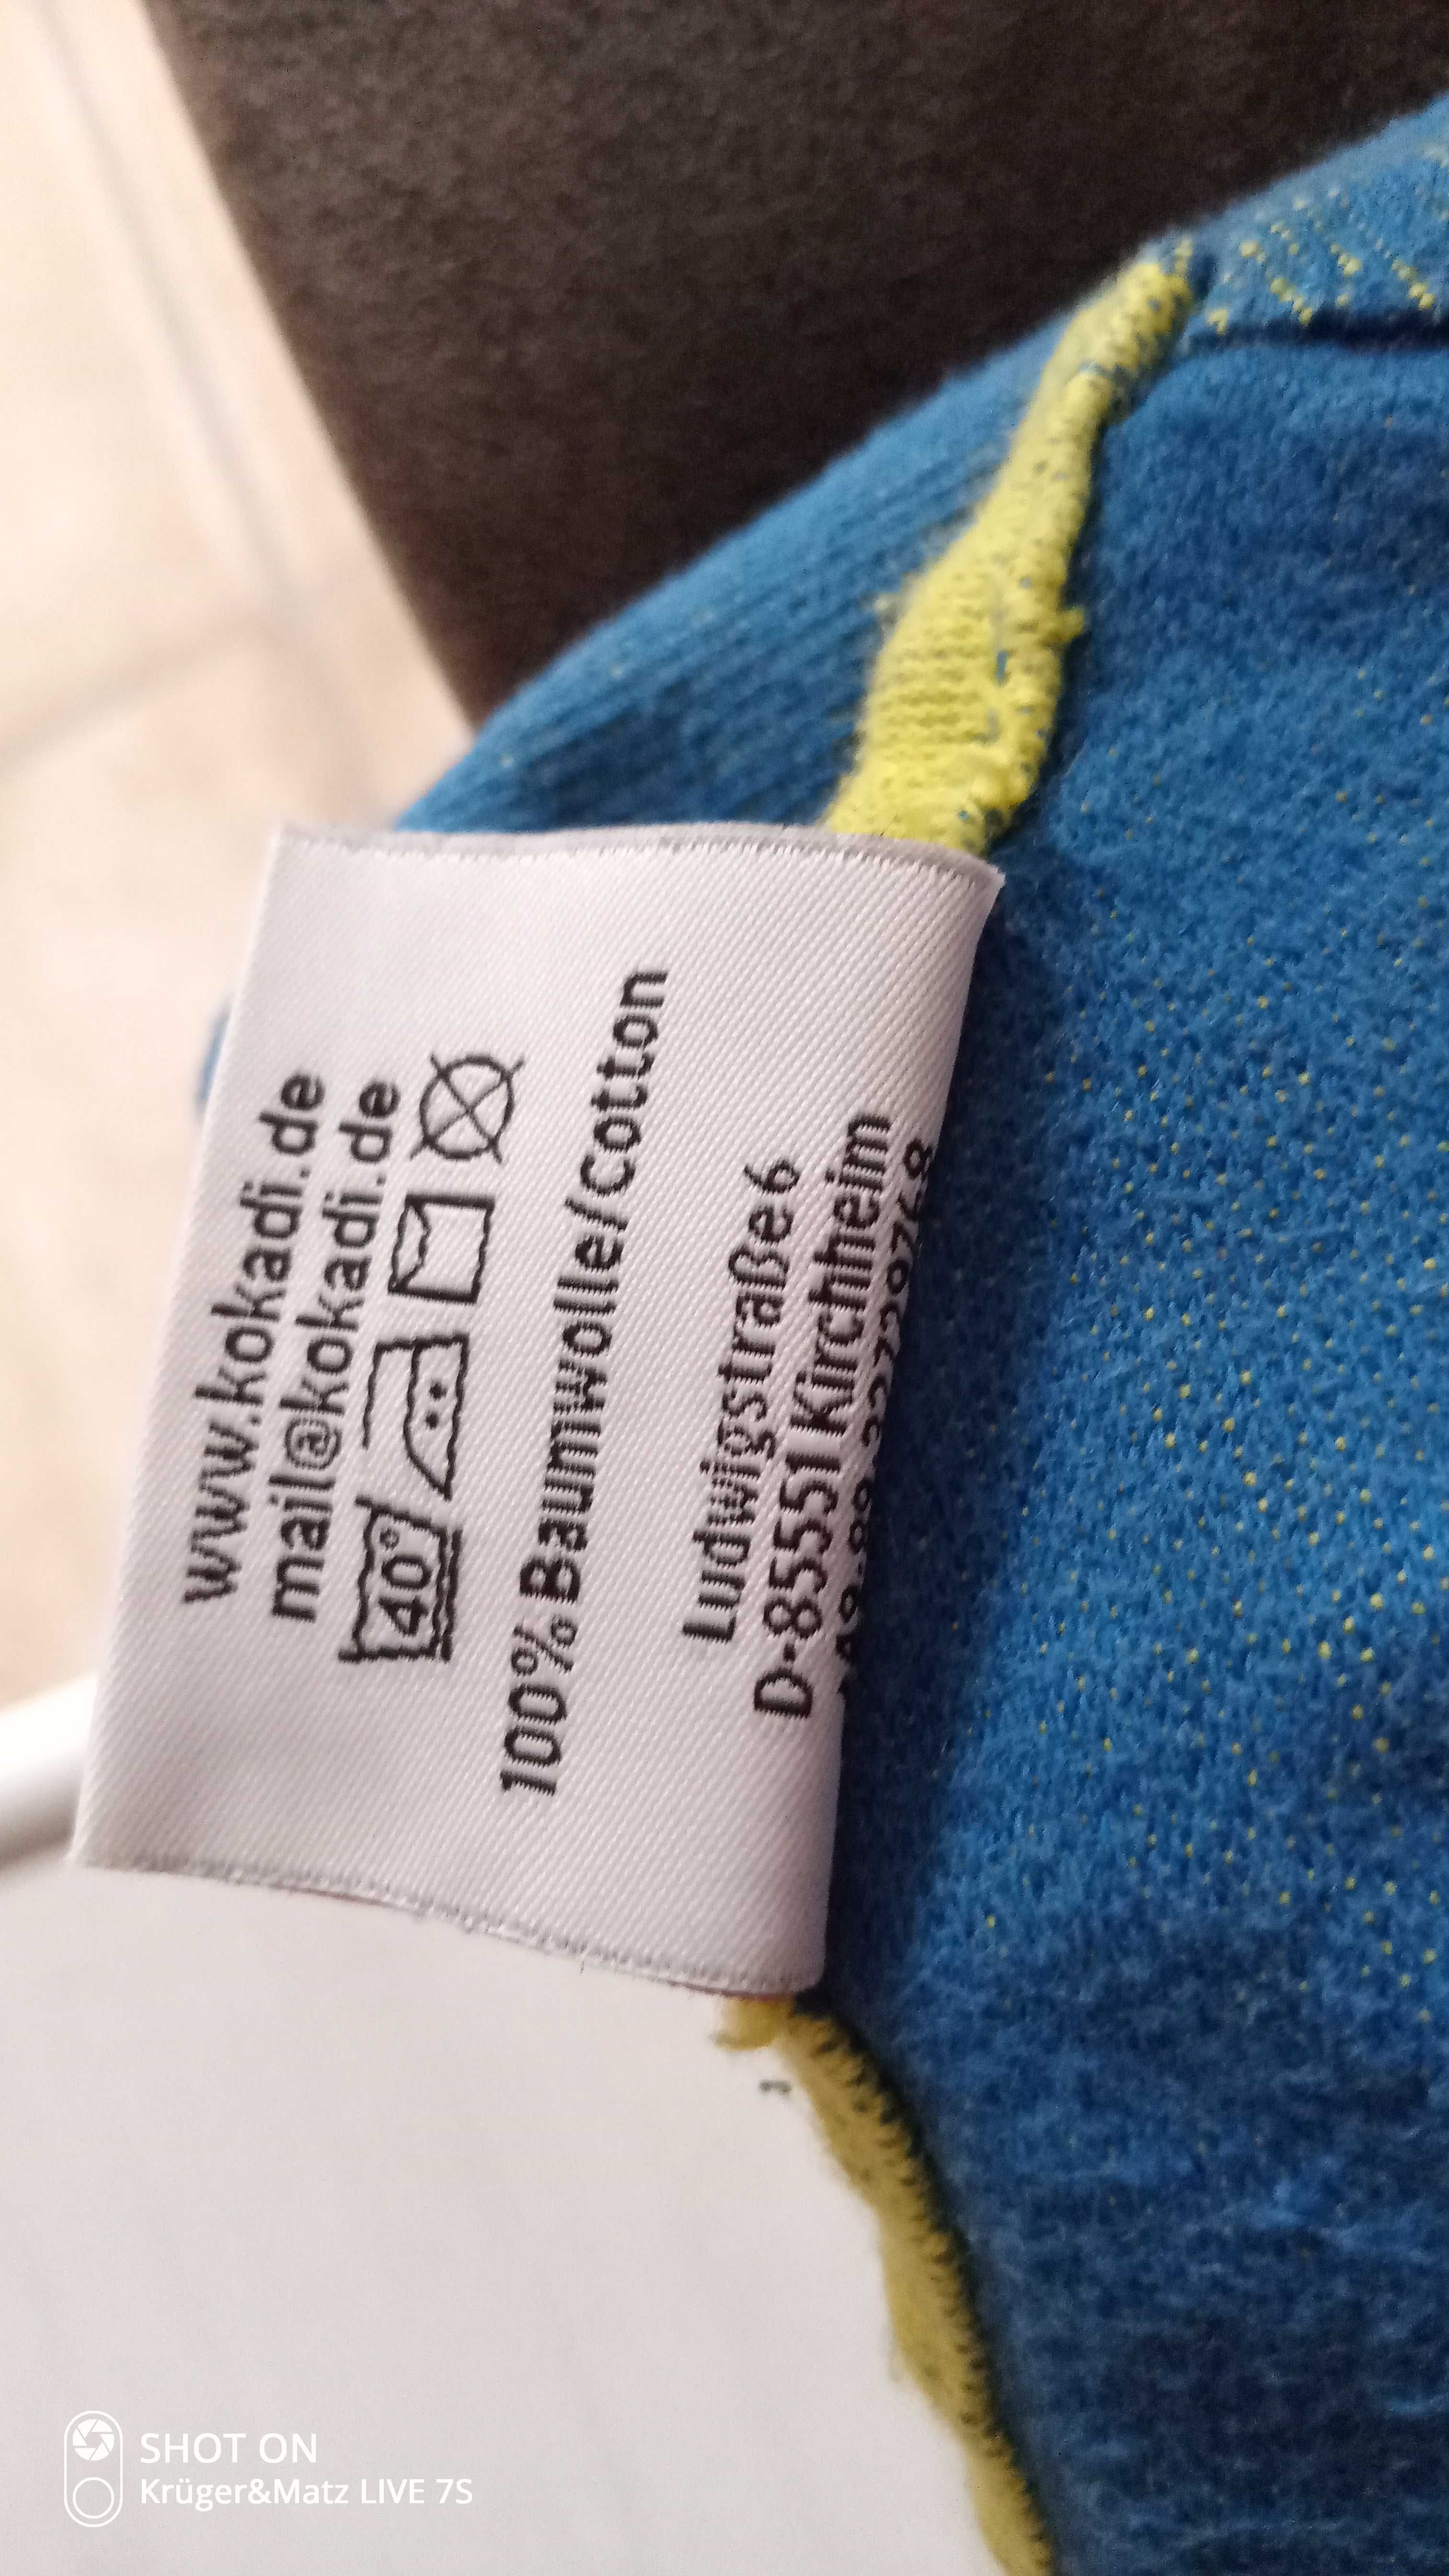 www.kokadi.de
mail@kokadi.de
40°
100% Baumwolle/cotton
Ludwigstraße 6
D-85551 Kirchheim
SHOT ON
Krüger&Matz LIVE 7S